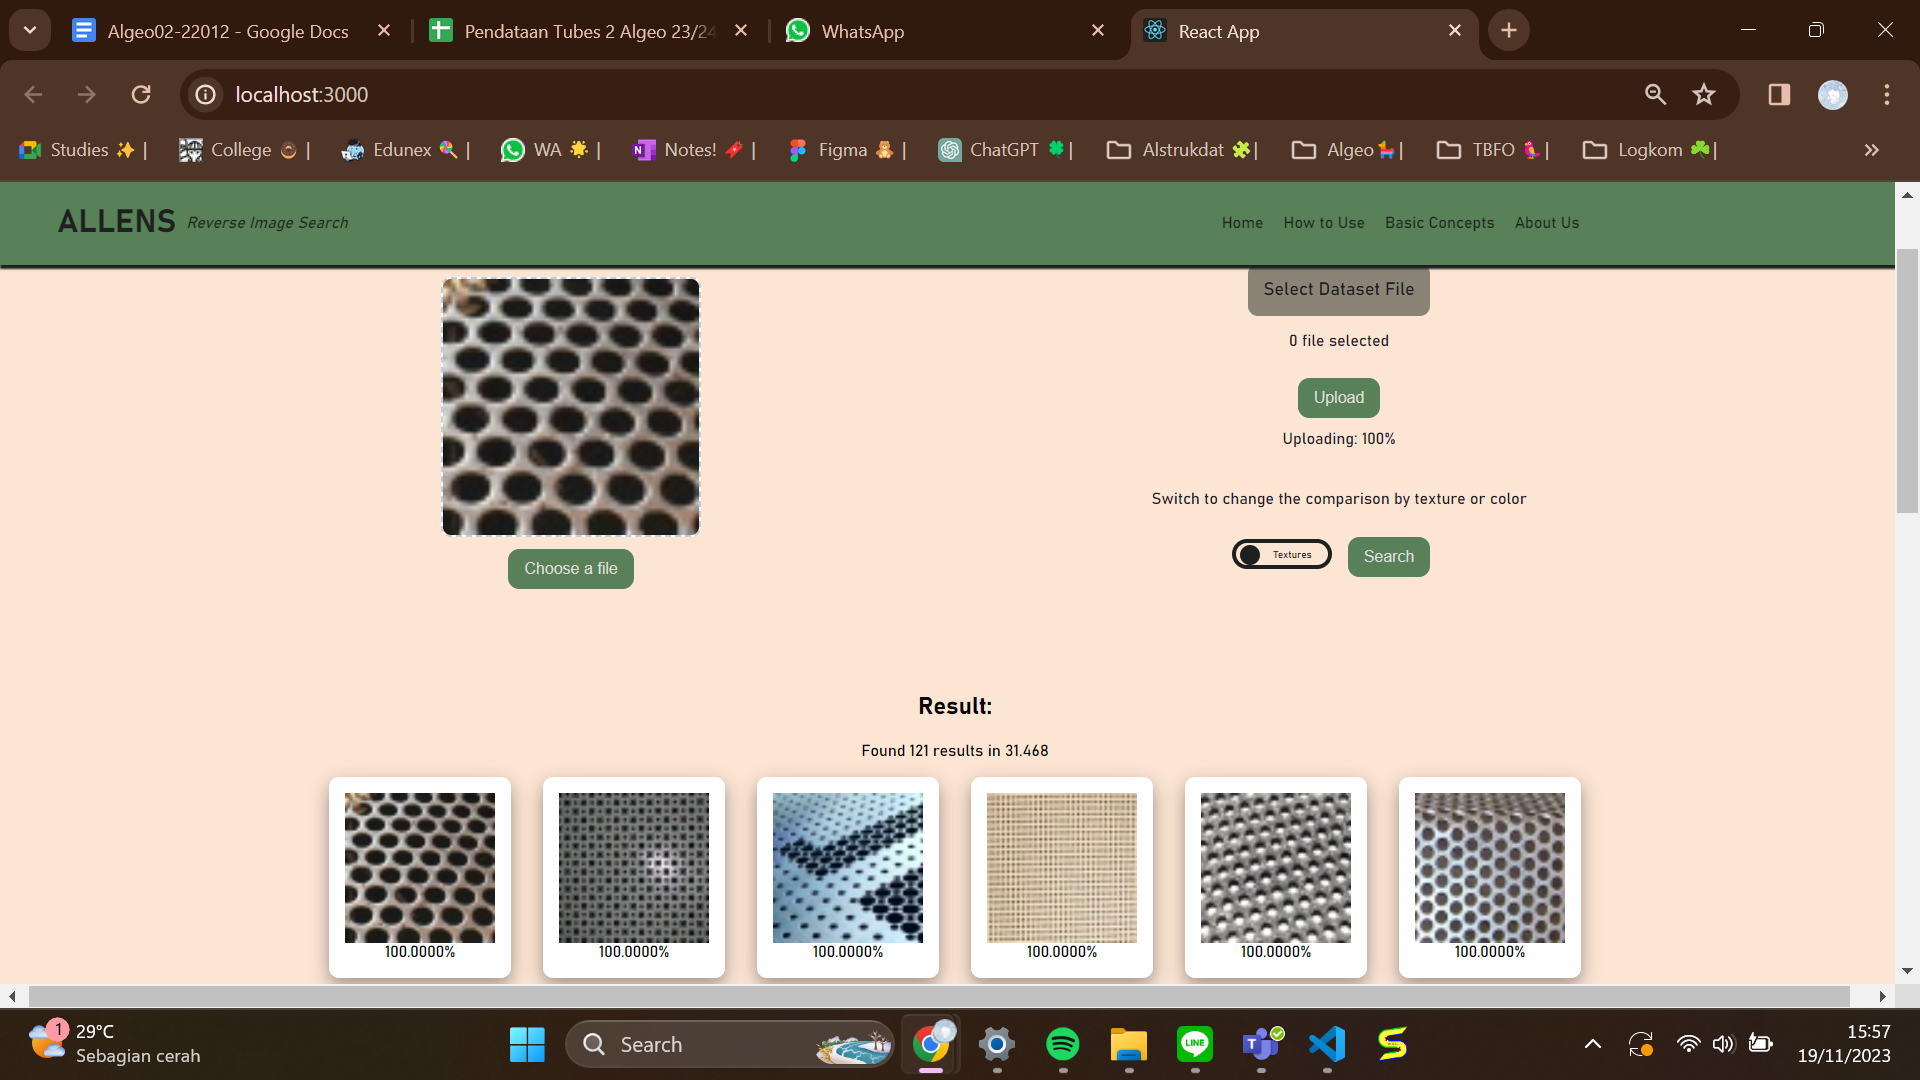 Algeo02-22012 - Google Docs
Pendataan Tubes 2 Algeo 23/24
WhatsApp
React App
localhost:3000
Studies ✨ |
College 🍩 |
Edunex 🍭 |
WA 🌟 |
Notes! 🧨 |
Figma 🧸 |
ChatGPT 🍀 |
Alstrukdat 🧩 |
Algeo 🪅 |
TBFO 🦜 |
Logkom ☘️ |
ALLENS Reverse Image Search
Home
How to Use
Basic Concepts
About Us
Select Dataset File
0 file selected
Upload
Uploading: 100%
Switch to change the comparison by texture or color
Textures
Search
Choose a file
Result:
Found 121 results in 31.468
100.0000%
100.0000%
100.0000%
100.0000%
100.0000%
100.0000%
1
29°C
Sebagian cerah
Search
LINE
15:57
19/11/2023